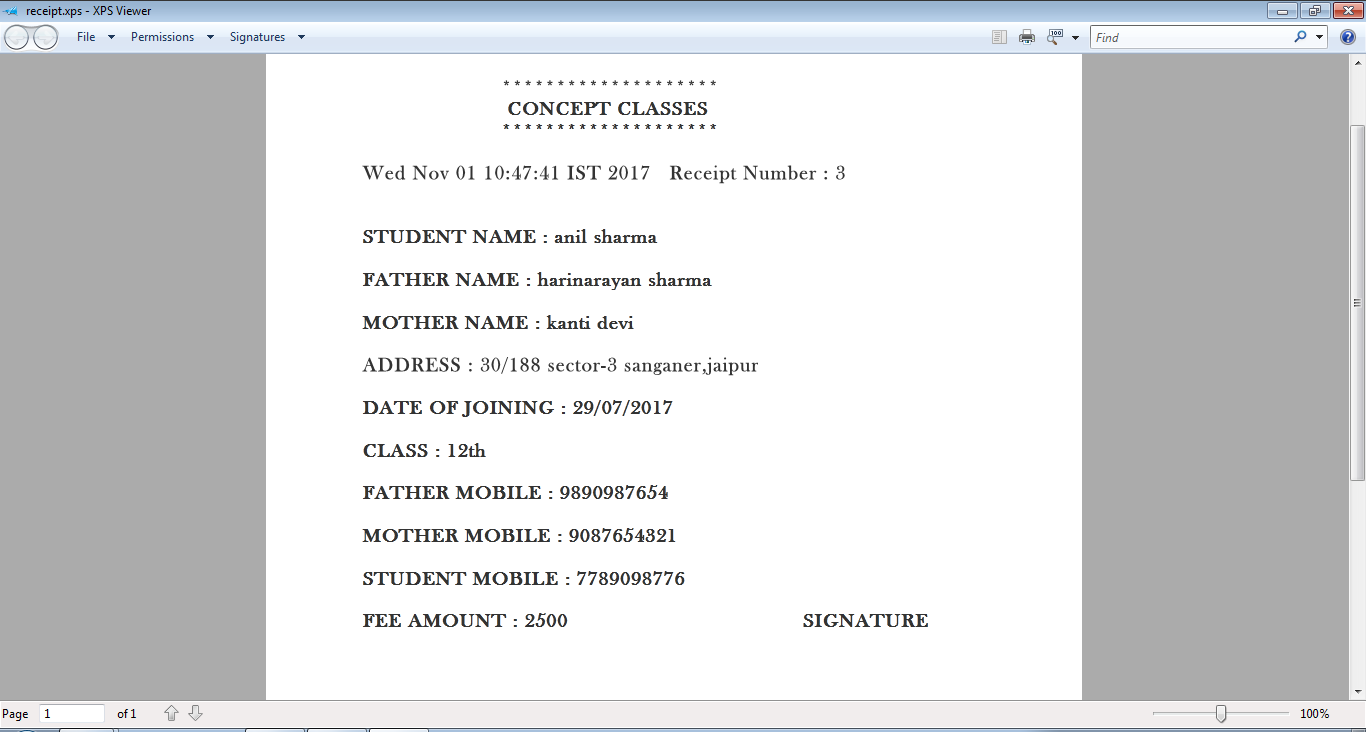 receipt.xps - XPS Viewer
File Permissions Signatures
100
Find
* * * * * * * * * * * * * * * * * * * *
CONCEPT CLASSES
* * * * * * * * * * * * * * * * * * * *
Wed Nov 01 10:47:41 IST 2017 Receipt Number : 3
STUDENT NAME : anil sharma
FATHER NAME : harinarayan sharma
MOTHER NAME : kanti devi
ADDRESS : 30/188 sector-3 sanganer,jaipur
DATE OF JOINING : 29/07/2017
CLASS : 12th
FATHER MOBILE : 9890987654
MOTHER MOBILE : 9087654321
STUDENT MOBILE : 7789098776
FEE AMOUNT : 2500 SIGNATURE
Page 1 of 1 100%